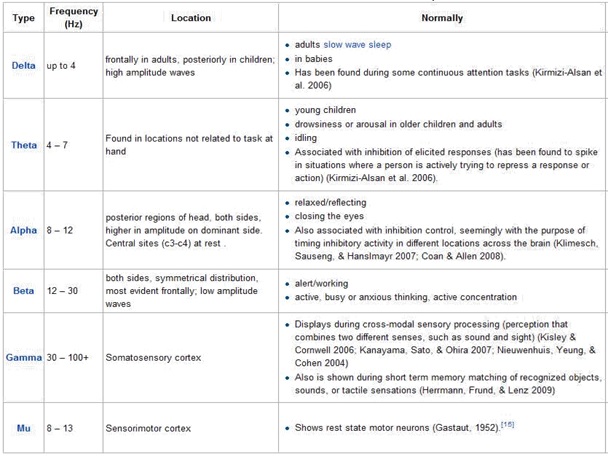 Type
Frequency
(Hz)
Location
Normally
Delta
up to 4
frontally in adults, posteriorly in children;
high amplitude waves
adults slow wave sleep
in babies
Has been found during some continuous attention tasks (Kirmizi-Alsan et
al. 2006)
Theta
4 – 7
Found in locations not related to task at
hand
young children
drowsiness or arousal in older children and adults
idling
Associated with inhibition of elicited responses (has been found to spike
in situations where a person is actively trying to repress a response or
action) (Kirmizi-Alsan et al. 2006).
Alpha
8 – 12
posterior regions of head, both sides,
higher in amplitude on dominant side.
Central sites (c3-c4) at rest .
relaxed/reflecting
closing the eyes
Also associated with inhibition control, seemingly with the purpose of
timing inhibitory activity in different locations across the brain (Klimesch,
Sauseng, & Hanslmayr 2007; Coan & Allen 2008).
Beta
12 – 30
both sides, symmetrical distribution,
most evident frontally; low amplitude
waves
alert/working
active, busy or anxious thinking, active concentration
Gamma
30 – 100+
Somatosensory cortex
Displays during cross-modal sensory processing (perception that
combines two different senses, such as sound and sight) (Kisley &
Cornwell 2006; Kanayama, Sato, & Ohira 2007; Nieuwenhuis, Yeung, &
Cohen 2004)
Also is shown during short term memory matching of recognized objects,
sounds, or tactile sensations (Herrmann, Frund, & Lenz 2009)
Mu
8 – 13
Sensorimotor cortex
Shows rest state motor neurons (Gastaut, 1952).[16]